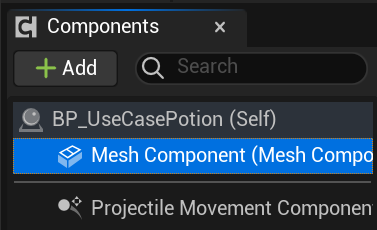 Components
Add
Search
BP_UseCasePotion (Self)
Mesh Component (Mesh Compo
Projectile Movement Componen